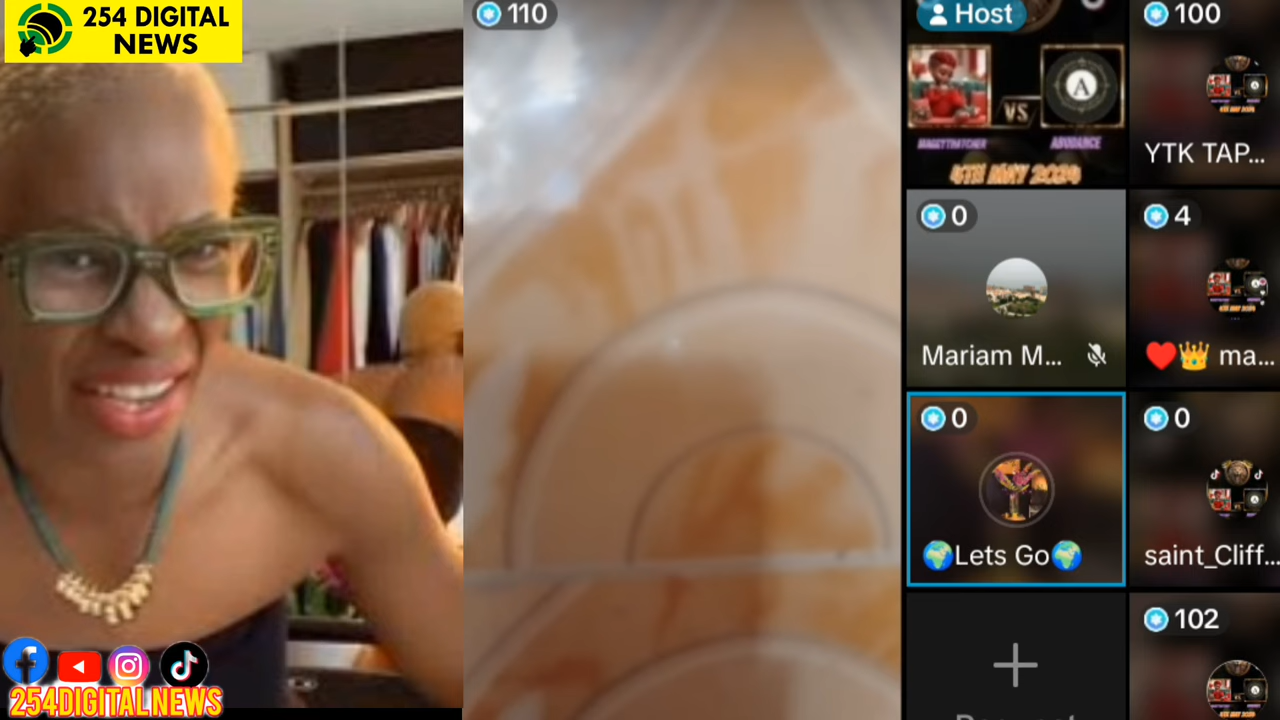 254 DIGITAL
NEWS
110
Host
VS
A
4TH MAY 2024
100
YTK TAP...
0
Mariam M...
4
ma...
0
Lets Go
0
saint_Cliff...
102
254DIGITALNEWS